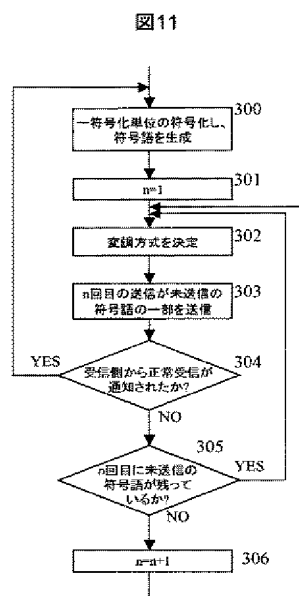 図11
一符号化単位の符号化し、
符号語を生成
300
n=1
301
変調方式を決定
302
n回目の送信が未送信の
符号語の一部を送信
303
YES
受信側から正常受信が
通知されたか?
304
NO
305
n回目に未送信の
符号語が残って
いるか?
YES
NO
n=n+1
306